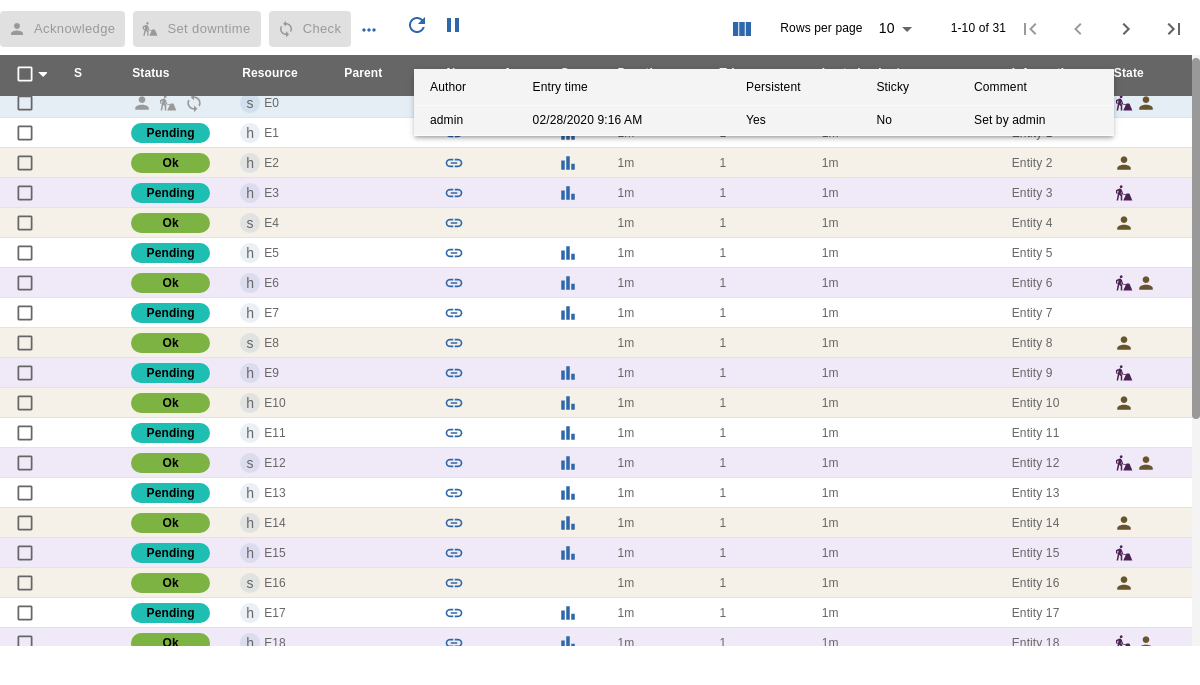 Acknowledge Set downtime Check Rows per page 10 1-10 of 31
S Status Resource Parent State
Author Entry time Persistent Sticky Comment
s E0
admin 02/28/2020 9:16 AM Yes No Set by admin
Pending h E1
Ok h E2 1m 1 1m Entity 2
Pending h E3 1m 1 1m Entity 3
Ok s E4 1m 1 1m Entity 4
Pending h E5 1m 1 1m Entity 5
Ok h E6 1m 1 1m Entity 6
Pending h E7 1m 1 1m Entity 7
Ok s E8 1m 1 1m Entity 8
Pending h E9 1m 1 1m Entity 9
Ok h E10 1m 1 1m Entity 10
Pending h E11 1m 1 1m Entity 11
Ok s E12 1m 1 1m Entity 12
Pending h E13 1m 1 1m Entity 13
Ok h E14 1m 1 1m Entity 14
Pending h E15 1m 1 1m Entity 15
Ok s E16 1m 1 1m Entity 16
Pending h E17 1m 1 1m Entity 17
Ok h E18 1m 1 1m Entity 18